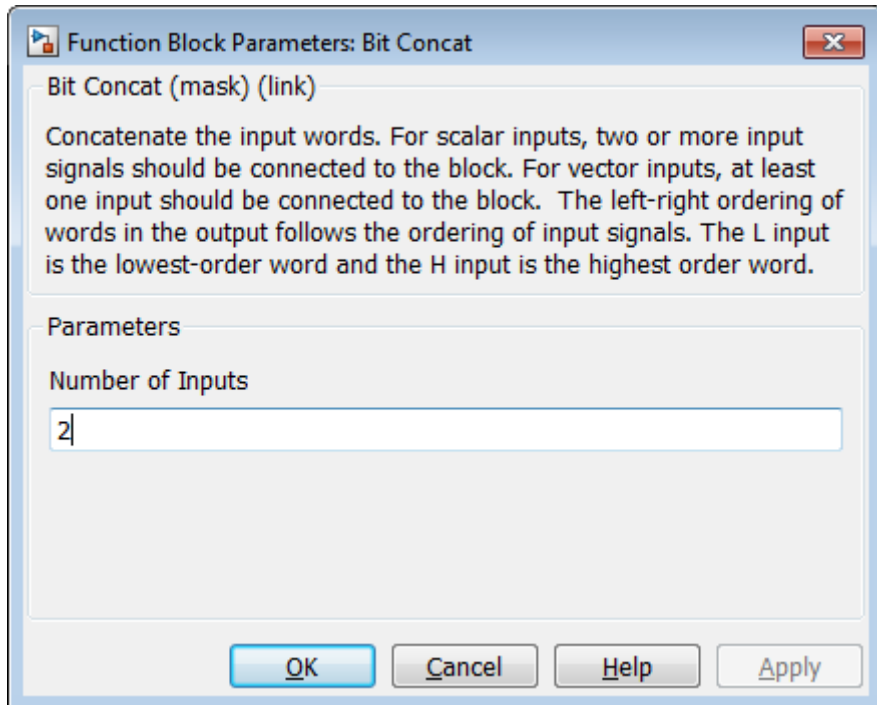 Function Block Parameters: Bit Concat
Bit Concat (mask) (link)
Concatenate the input words. For scalar inputs, two or more input
signals should be connected to the block. For vector inputs, at least
one input should be connected to the block.  The left-right ordering of
words in the output follows the ordering of input signals. The L input
is the lowest-order word and the H input is the highest order word.
Parameters
Number of Inputs
2
OK Cancel Help Apply